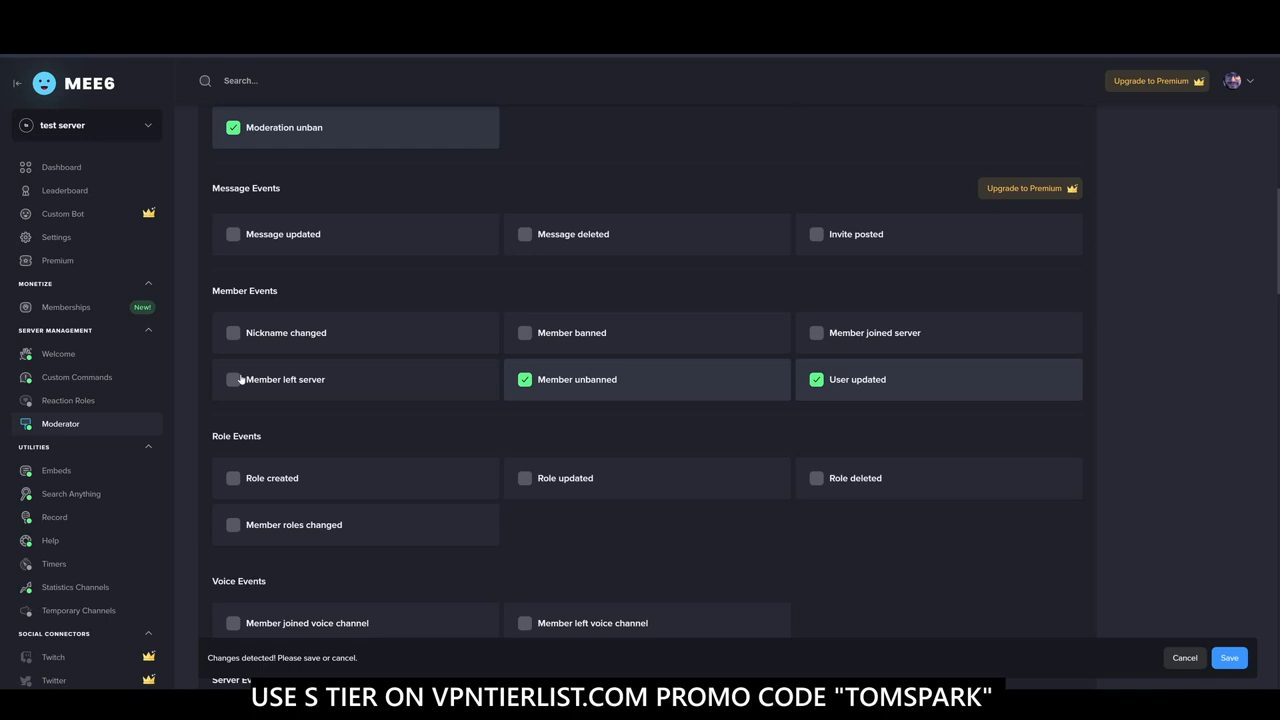 MEE6
Search...
Upgrade to Premium
test server
Dashboard
Leaderboard
Custom Bot
Settings
Premium
MONETIZE
Memberships
New!
SERVER MANAGEMENT
Welcome
Custom Commands
Reaction Roles
Moderator
UTILITIES
Embeds
Search Anything
Record
Help
Timers
Statistics Channels
Temporary Channels
SOCIAL CONNECTORS
Twitch
Twitter
Moderation unban
Message Events
Upgrade to Premium
Message updated
Message deleted
Invite posted
Member Events
Nickname changed
Member banned
Member joined server
Member left server
Member unbanned
User updated
Role Events
Role created
Role updated
Role deleted
Member roles changed
Voice Events
Member joined voice channel
Member left voice channel
Changes detected! Please save or cancel.
Cancel
Save
USE S TIER ON VPNTIERLIST.COM PROMO CODE "TOMSPARK"